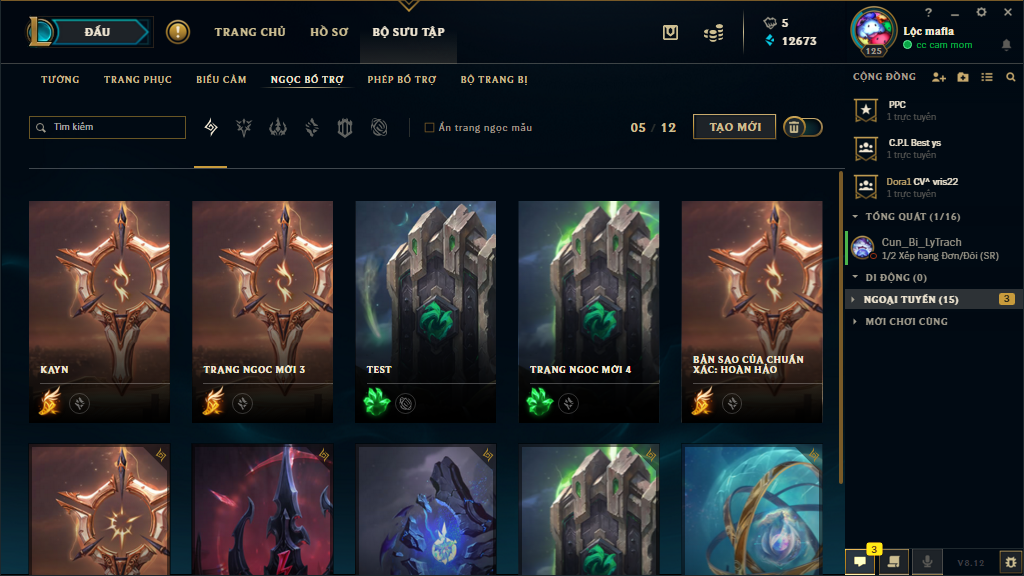 ĐẤU
TRANG CHỦ
HỒ SƠ
BỘ SƯU TẬP
5
12673
125
?
Lộc mafia
cc cam mom
TƯỚNG
TRANG PHỤC
BIỂU CẢM
NGỌC BỔ TRỢ
PHÉP BỔ TRỢ
BỘ TRANG BỊ
Tìm kiếm
Ẩn trang ngọc mẫu
05 / 12
TẠO MỚI
KAYN
TRANG NGỌC MỚI 3
TEST
TRANG NGỌC MỚI 4
BẢN SAO CỦA CHUẨN
XÁC: HOÀN HẢO
CỘNG ĐỒNG
PPC
1 trực tuyến
C.P.I. Best ys
1 trực tuyến
Dora1 CV^ vris22
1 trực tuyến
TỔNG QUÁT (1/16)
Cun_Bi_LyTrach
1/2 Xếp hạng Đơn/Đôi (SR)
DI ĐỘNG (0)
NGOẠI TUYẾN (15)
3
MỚI CHƠI CÙNG
3
V8.12